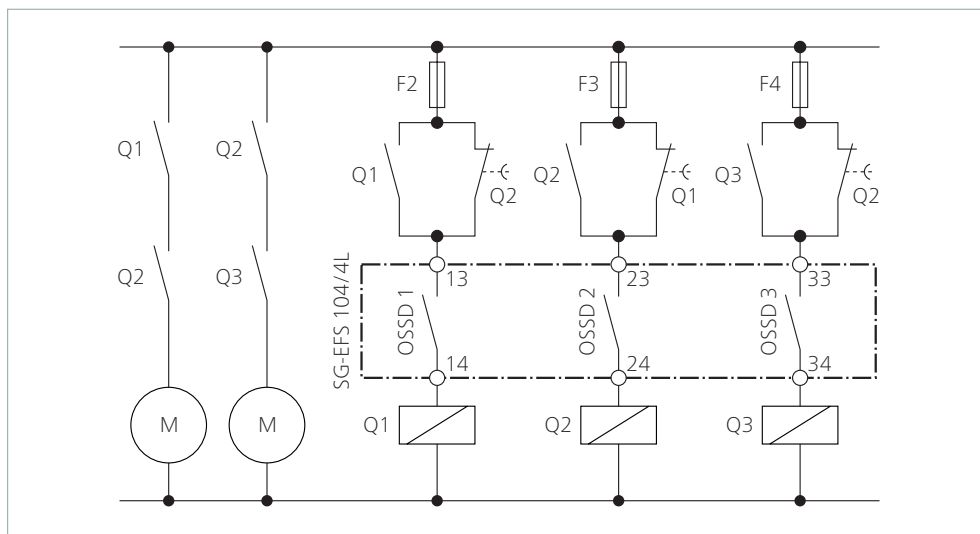 F2
F3
F4
Q1
Q2
Q1
Q2
Q2
Q1
Q3
Q2
Q2
Q3
SG-EFS 104/4L
13
23
33
OSSD 1
OSSD 2
OSSD 3
14
24
34
M
M
Q1
Q2
Q3